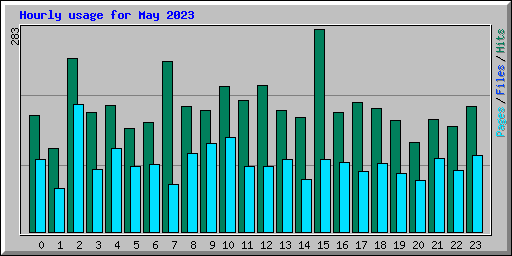 Hourly usage for May 2023
283
Pages / Files / Hits
0 1 2 3 4 5 6 7 8 9 10 11 12 13 14 15 16 17 18 19 20 21 22 23